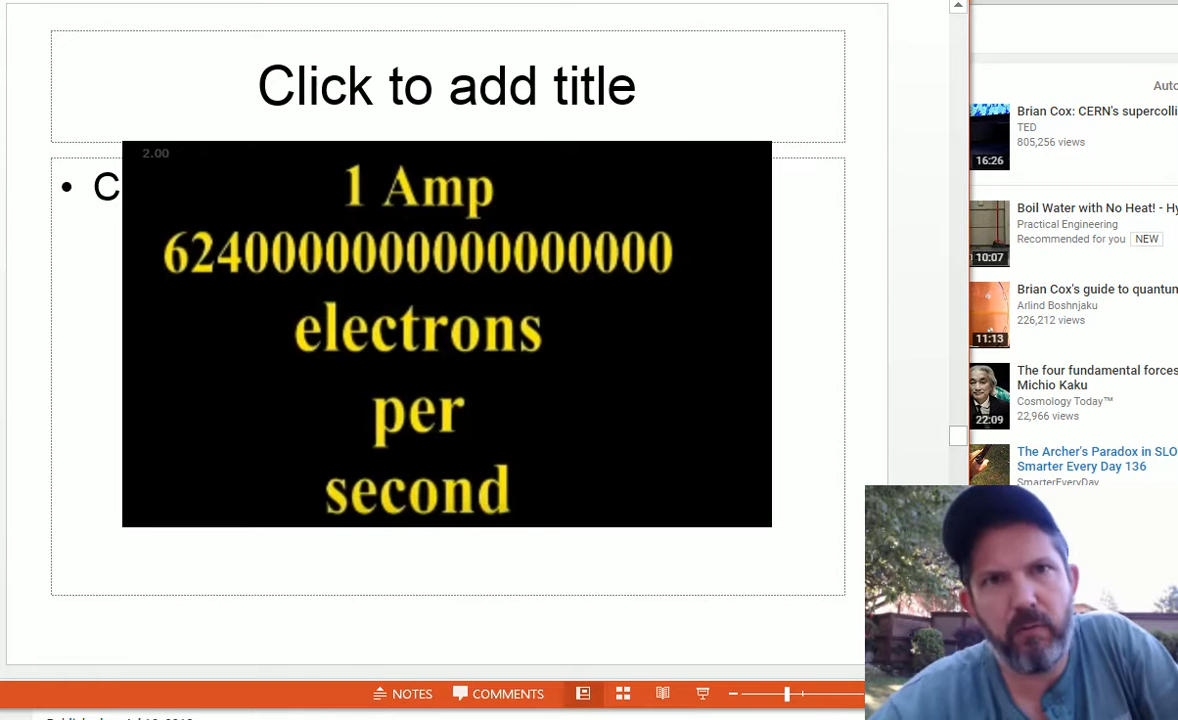 Click to add title
• C
2.00
1 Amp
6240000000000000000
electrons
per
second
NOTES
COMMENTS
Auto
Brian Cox: CERN's supercolli
TED
805,256 views
16:26
Boil Water with No Heat! - Hy
Practical Engineering
Recommended for you NEW
10:07
Brian Cox's guide to quantun
Arlind Boshnjaku
226,212 views
11:13
The four fundamental forces
Michio Kaku
Cosmology Today™
22,966 views
22:09
The Archer's Paradox in SLO
Smarter Every Day 136
SmarterEveryDay